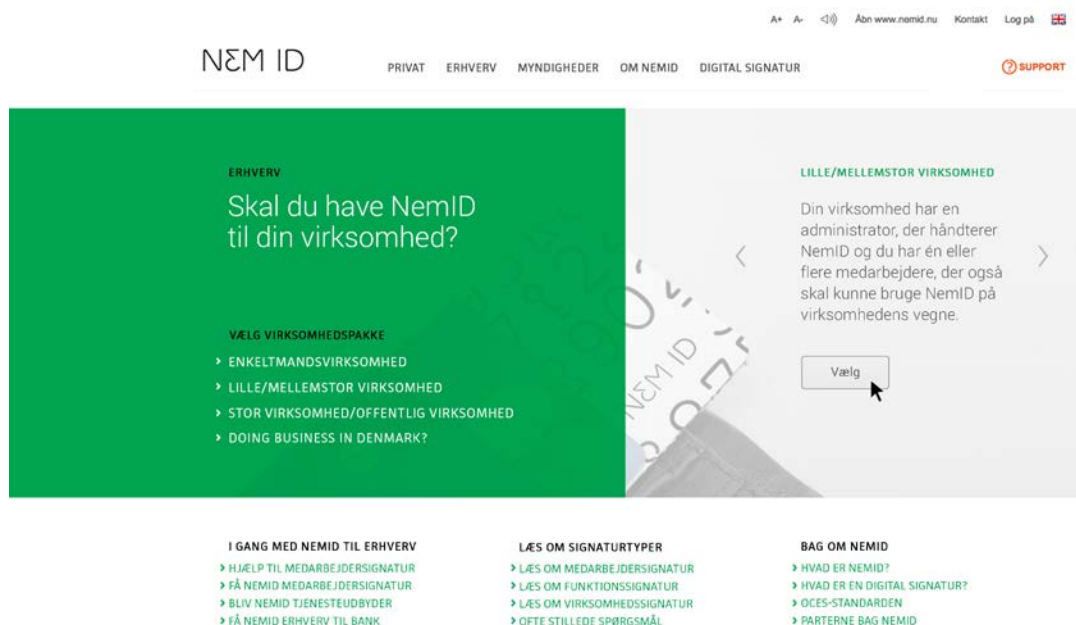 A+ A- Åbn www.nemid.nu Kontakt Log på
NEM ID
PRIVAT ERHVERV MYNDIGHEDER OM NEMID DIGITAL SIGNATUR
? SUPPORT
ERHVERV
Skal du have NemID
til din virksomhed?
VÆLG VIRKSOMHEDSPAKKE
› ENKELTMANDSVIRKSOMHED
› LILLE/MELLEMSTOR VIRKSOMHED
› STOR VIRKSOMHED/OFFENTLIG VIRKSOMHED
› DOING BUSINESS IN DENMARK?
NEM ID
LILLE/MELLEMSTOR VIRKSOMHED
Din virksomhed har en
administrator, der håndterer
NemID og du har én eller
flere medarbejdere, der også
skal kunne bruge NemID på
virksomhedens vegne.
Vælg
I GANG MED NEMID TIL ERHVERV
› HJÆLP TIL MEDARBEJDERSIGNATUR
› FÅ NEMID MEDARBEJDERSIGNATUR
› BLIV NEMID TJENESTEUDBYDER
› FÅ NEMID ERHVERV TIL BANK
LÆS OM SIGNATURTYPER
› LÆS OM MEDARBEJDERSIGNATUR
› LÆS OM FUNKTIONSSIGNATUR
› LÆS OM VIRKSOMHEDSSIGNATUR
› OFTE STILLEDE SPØRGSMÅL
BAG OM NEMID
› HVAD ER NEMID?
› HVAD ER EN DIGITAL SIGNATUR?
› OCES-STANDARDEN
› PARTERNE BAG NEMID